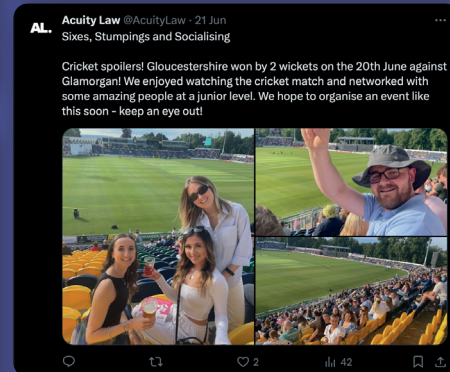 AL.
Acuity Law @AcuityLaw · 21 Jun
Sixes, Stumpings and Socialising
Cricket spoilers! Gloucestershire won by 2 wickets on the 20th June against
Glamorgan! We enjoyed watching the cricket match and networked with
some amazing people at a junior level. We hope to organise an event like
this soon - keep an eye out!
2
42